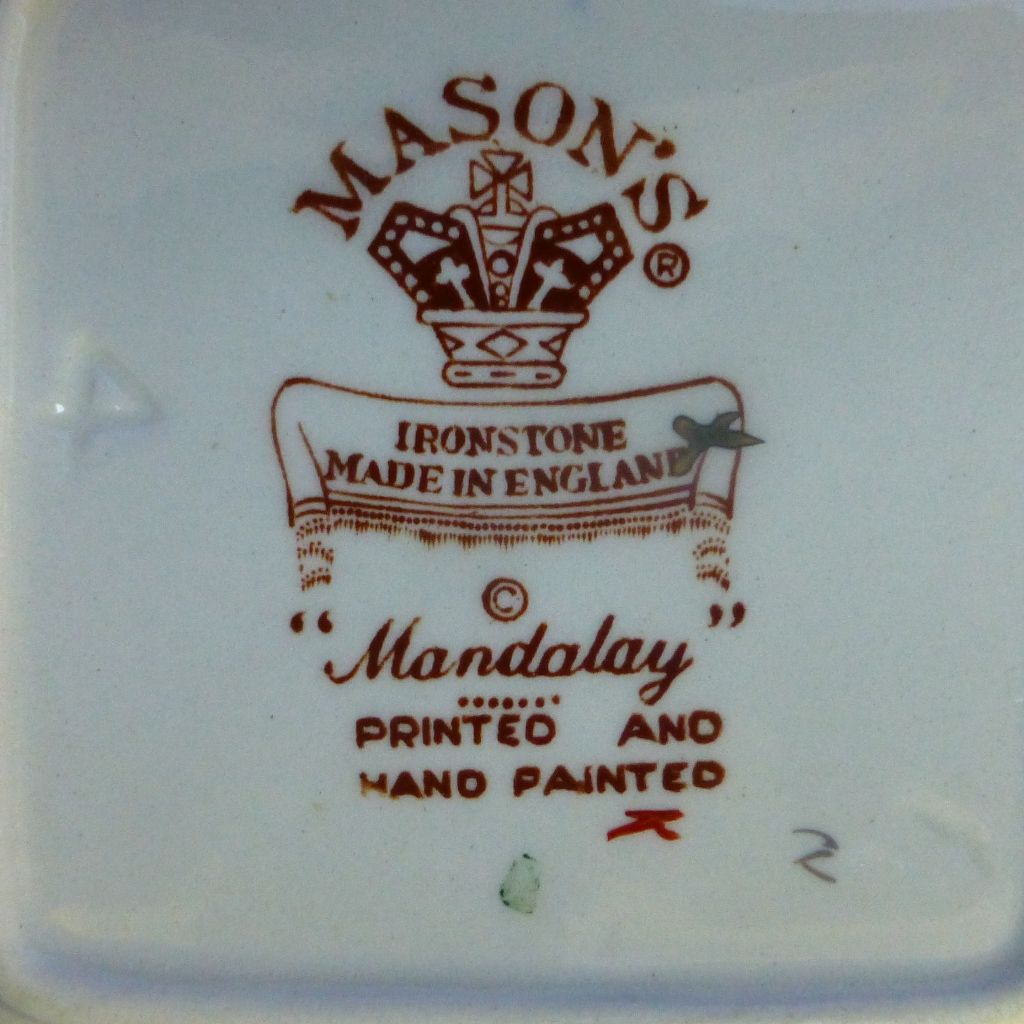 MASON'S ®
IRONSTONE
MADE IN ENGLAND
©
"Mandalay"
PRINTED AND
HAND PAINTED